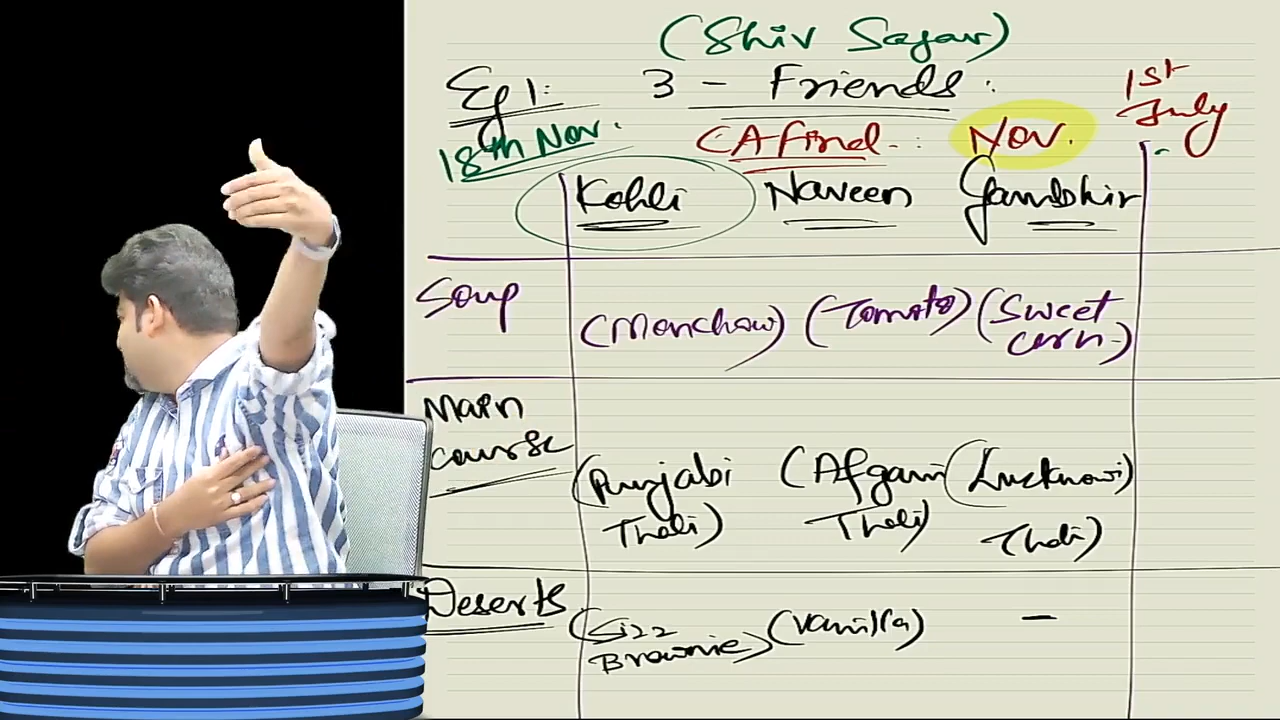 (Shiv Sagar)
Eg 1: 3 - Friends :
1st July
18th Nov. CA Final. : Nov.
Kohli Naveen Gambhir
Soup (Manchow) (Tomato) (Sweet corn)
Main course (Punjabi Thali) (Afgani Thali) (Lucknowi Thali)
Deserts (Sizz Brownie) (Vanilla) -